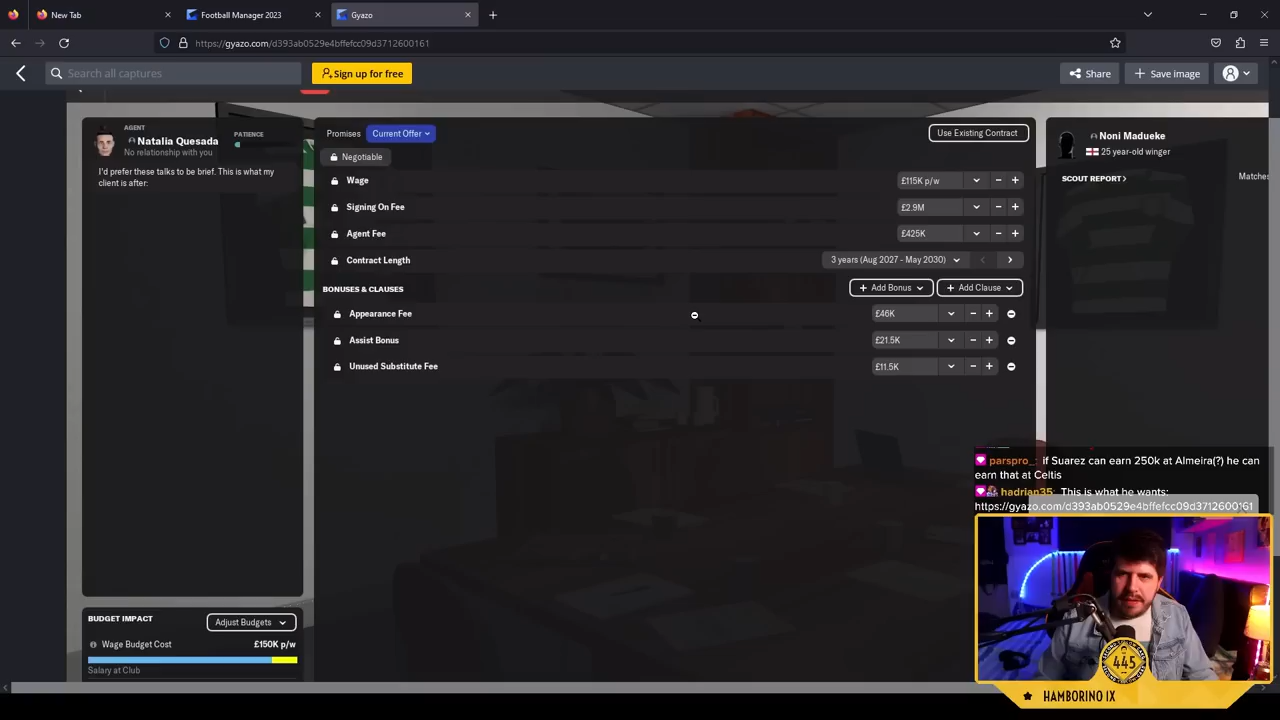 New Tab
Football Manager 2023
Gyazo
https://gyazo.com/d393ab0529e4bffefcc09d3712600161
Search all captures
Sign up for free
Share
Save image
AGENT
Natalia Quesada
No relationship with you
PATIENCE
I'd prefer these talks to be brief. This is what my
client is after:
Promises
Current Offer
Use Existing Contract
Negotiable
Wage
£115K p/w
Signing On Fee
£2.9M
Agent Fee
£425K
Contract Length
3 years (Aug 2027 - May 2030)
BONUSES & CLAUSES
Add Bonus
Add Clause
Appearance Fee
£46K
Assist Bonus
£21.5K
Unused Substitute Fee
£11.5K
Noni Madueke
25 year-old winger
SCOUT REPORT
Matches
BUDGET IMPACT
Adjust Budgets
Wage Budget Cost
£150K p/w
Salary at Club
parspro_: if Suarez can earn 250k at Almeira(?) he can
earn that at Celtis
hadrian35: This is what he wants:
https://gyazo.com/d393ab0529e4bffefcc09d3712600161
445
HAMBORINO IX